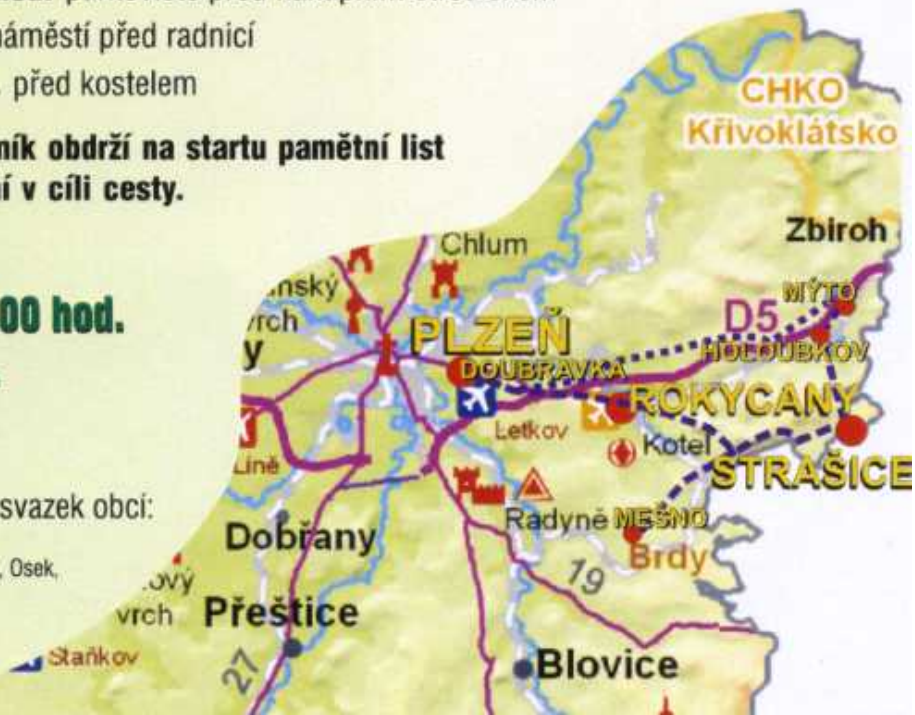 náměstí před radnicí
před kostelem
obdrží na startu pamětní list
v cíli cesty.
00 hod.
svazek obcí:
Osek,
CHKO
Křivoklátsko
Zbiroh
Chlum
MÝTO
D5
PLZEŇ
HOLOUBKOV
DOUBRAVKA
ROKYCANY
Letkov
Kotel
Líně
STRAŠICE
Radyně
MEŠNO
Dobřany
Brdy
19
vrch
Přeštice
Staňkov
27
Blovice